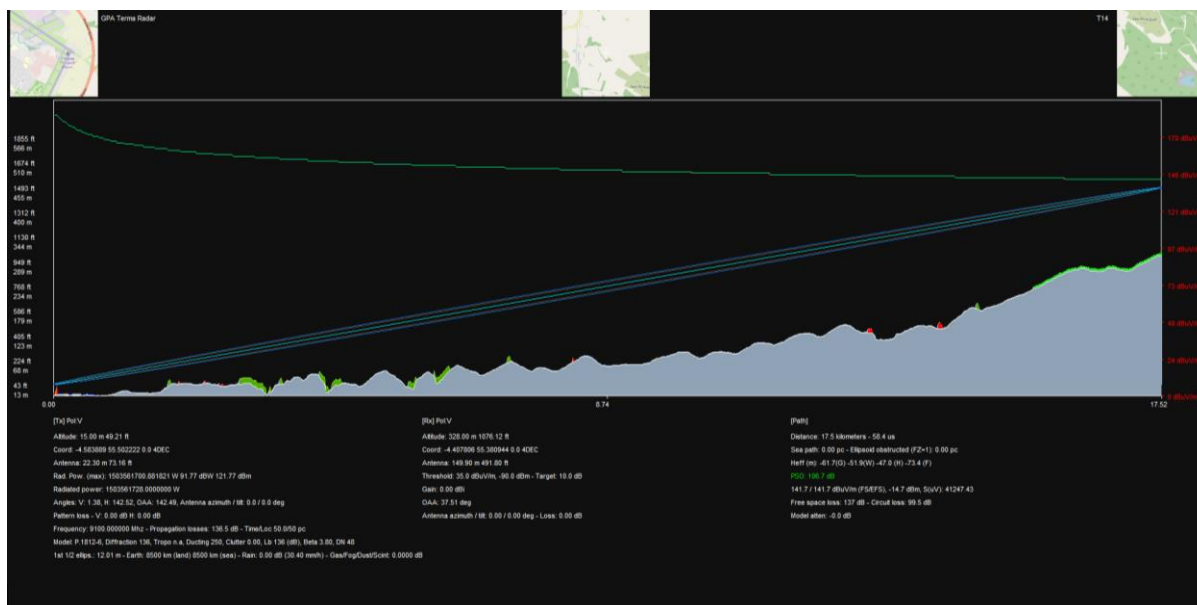 GPA Terma Radar
T14
1855 ft
566 m
1674 ft
510 m
1493 ft
455 m
1312 ft
400 m
1130 ft
344 m
949 ft
289 m
768 ft
234 m
586 ft
179 m
405 ft
123 m
224 ft
68 m
43 ft
13 m
121 dBuV/m
73 dBuV/m
24 dBuV/m
0 dBuV/m
0.00
8.74
17.52
[Tx] Pol:V
Altitude: 15.00 m 49.21 ft
Coord: -4.583889 55.502222 0.0 4DEC
Antenna: 22.30 m 73.16 ft
Rad. Pow. (max): 1503561700.881821 W 91.77 dBW 121.77 dBm
Radiated power: 1503561728.0000000 W
Angles: V: 1.38, H: 142.52, OAA: 142.49, Antenna azimuth / tilt: 0.0 / 0.0 deg
Pattern loss - V: 0.00 dB H: 0.00 dB
Frequency: 9100.000000 Mhz - Propagation losses: 136.5 dB - Time/Loc 50.0/50 pc
Model: P.1812-6, Diffraction 136, Tropo n.a, Ducting 250, Clutter 0.00, Lb 136 (dB), Beta 3.80, DN 48
1st 1/2 ellips.: 12.01 m - Earth: 8500 km (land) 8500 km (sea) - Rain: 0.00 dB (30.40 mm/h) - Gas/Fog/Dust/Scint: 0.0000 dB
[Rx] Pol:V
Altitude: 328.00 m 1076.12 ft
Coord: -4.407806 55.380944 0.0 4DEC
Antenna: 149.90 m 491.80 ft
Threshold: 35.0 dBuV/m, -90.0 dBm - Target: 10.0 dB
Gain: 0.00 dBi
OAA: 37.51 deg
Antenna azimuth / tilt: 0.00 / 0.00 deg - Loss: 0.00 dB
[Path]
Distance: 17.5 kilometers - 58.4 us
Sea path: 0.00 pc - Ellipsoid obstructed (FZ=1): 0.00 pc
Heff (m): -61.7(G) -51.9(W) -47.0 (H) -73.4 (F)
PSD: 106.7 dB
141.7 / 141.7 dBuV/m (FS/EFS), -14.7 dBm, S(uV): 41247.43
Free space loss: 137 dB - Circuit loss: 99.5 dB
Model atten: -0.0 dB